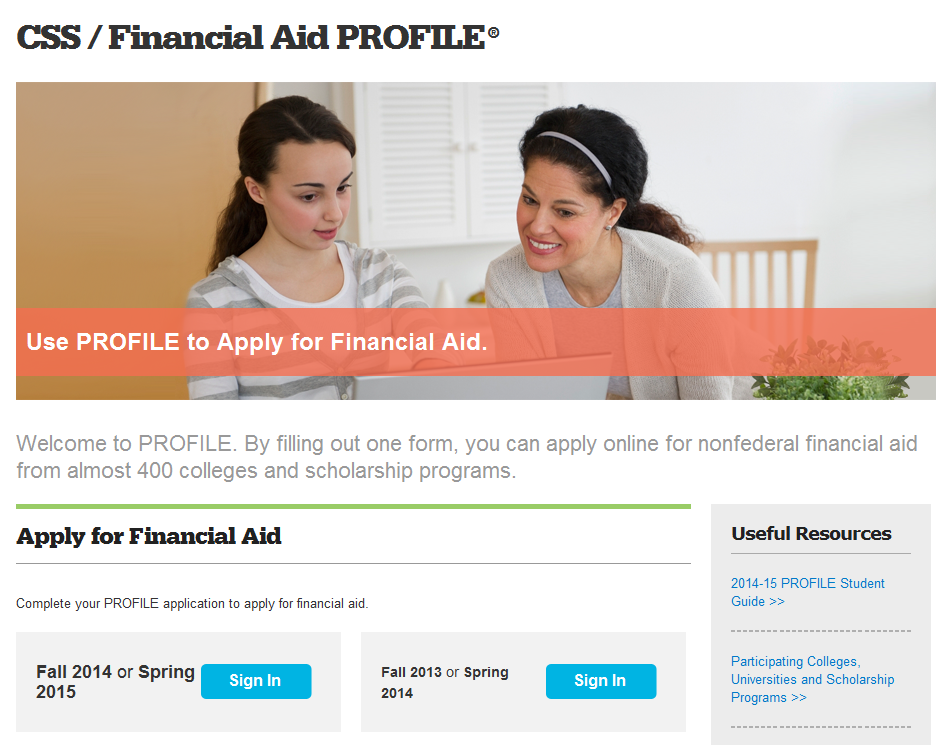 CSS / Financial Aid PROFILE®
Use PROFILE to Apply for Financial Aid.
Welcome to PROFILE. By filling out one form, you can apply online for nonfederal financial aid
from almost 400 colleges and scholarship programs.
Apply for Financial Aid
Complete your PROFILE application to apply for financial aid.
Fall 2014 or Spring
2015
Sign In
Fall 2013 or Spring
2014
Sign In
Useful Resources
2014-15 PROFILE Student
Guide >>
Participating Colleges,
Universities and Scholarship
Programs >>